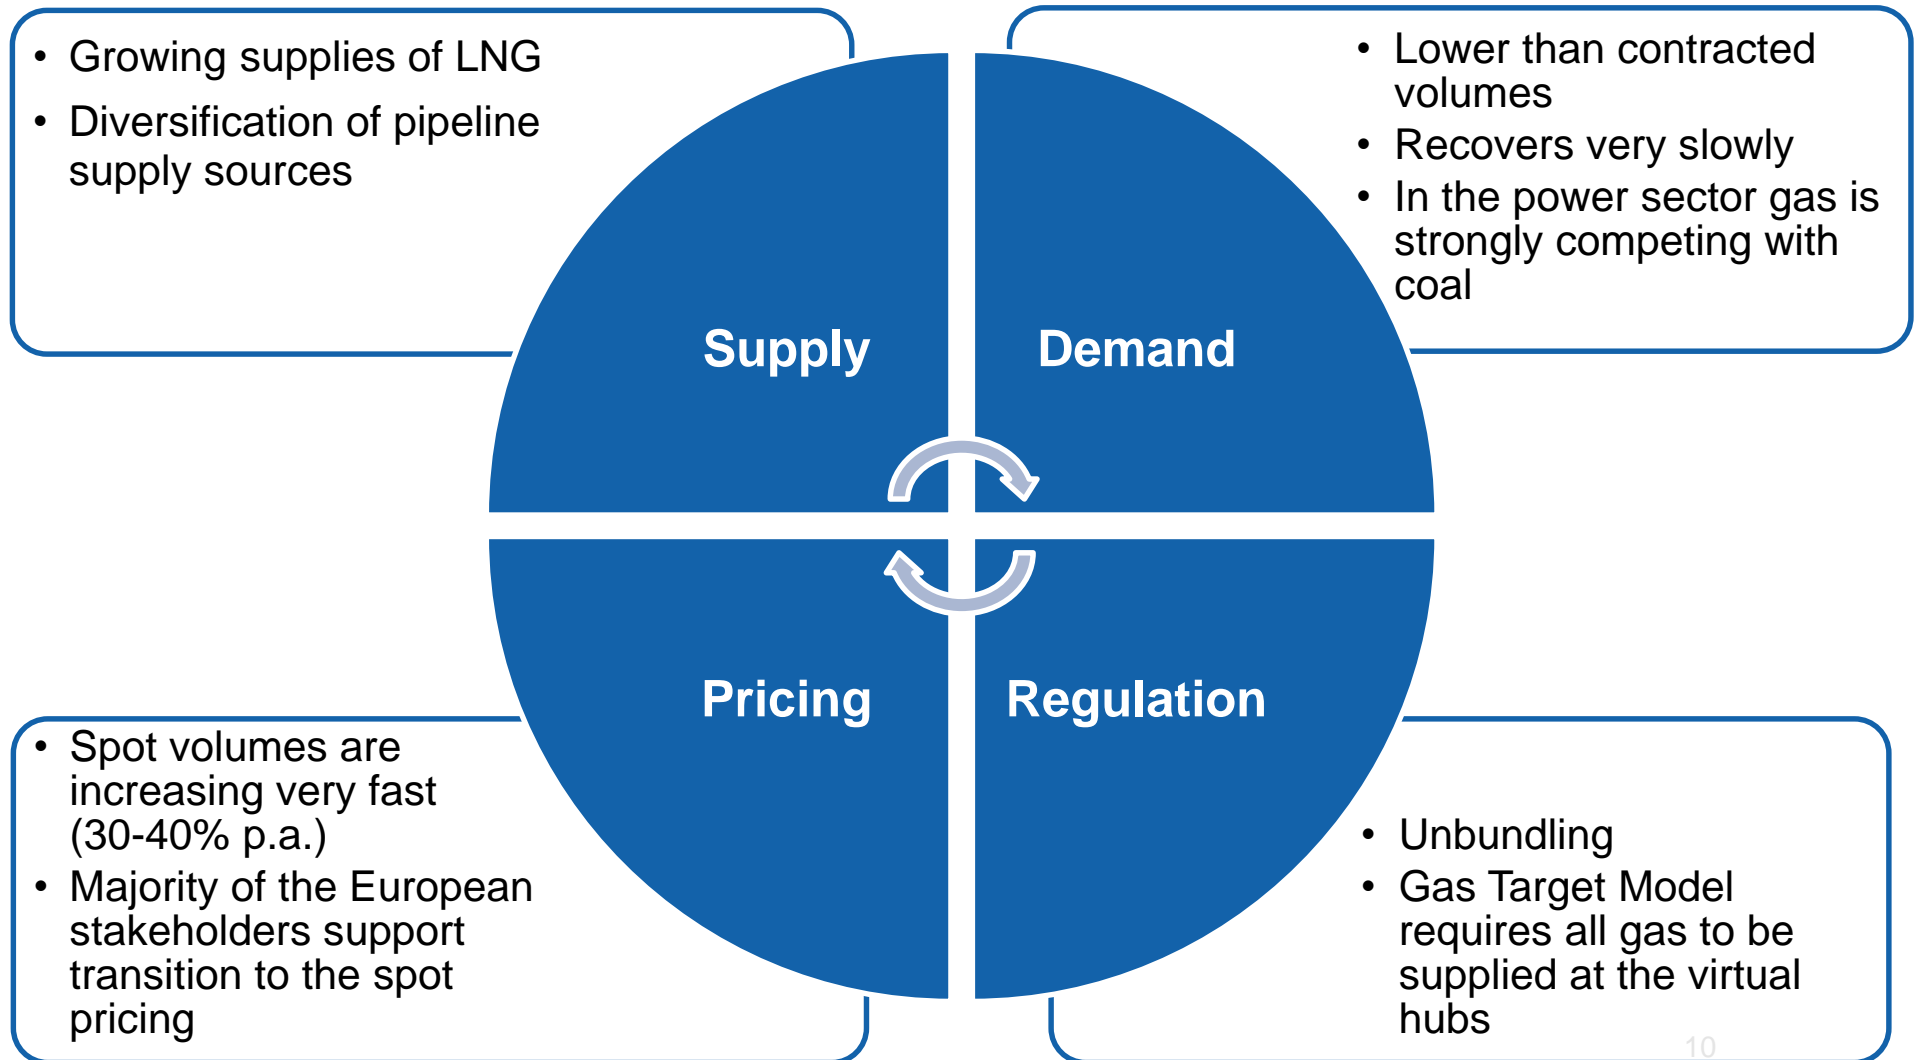 • Growing supplies of LNG
• Diversification of pipeline
supply sources
• Lower than contracted
volumes
• Recovers very slowly
• In the power sector gas is
strongly competing with
coal
Supply
Demand
Pricing
Regulation
• Spot volumes are
increasing very fast
(30-40% p.a.)
• Majority of the European
stakeholders support
transition to the spot
pricing
• Unbundling
• Gas Target Model
requires all gas to be
supplied at the virtual
hubs
10